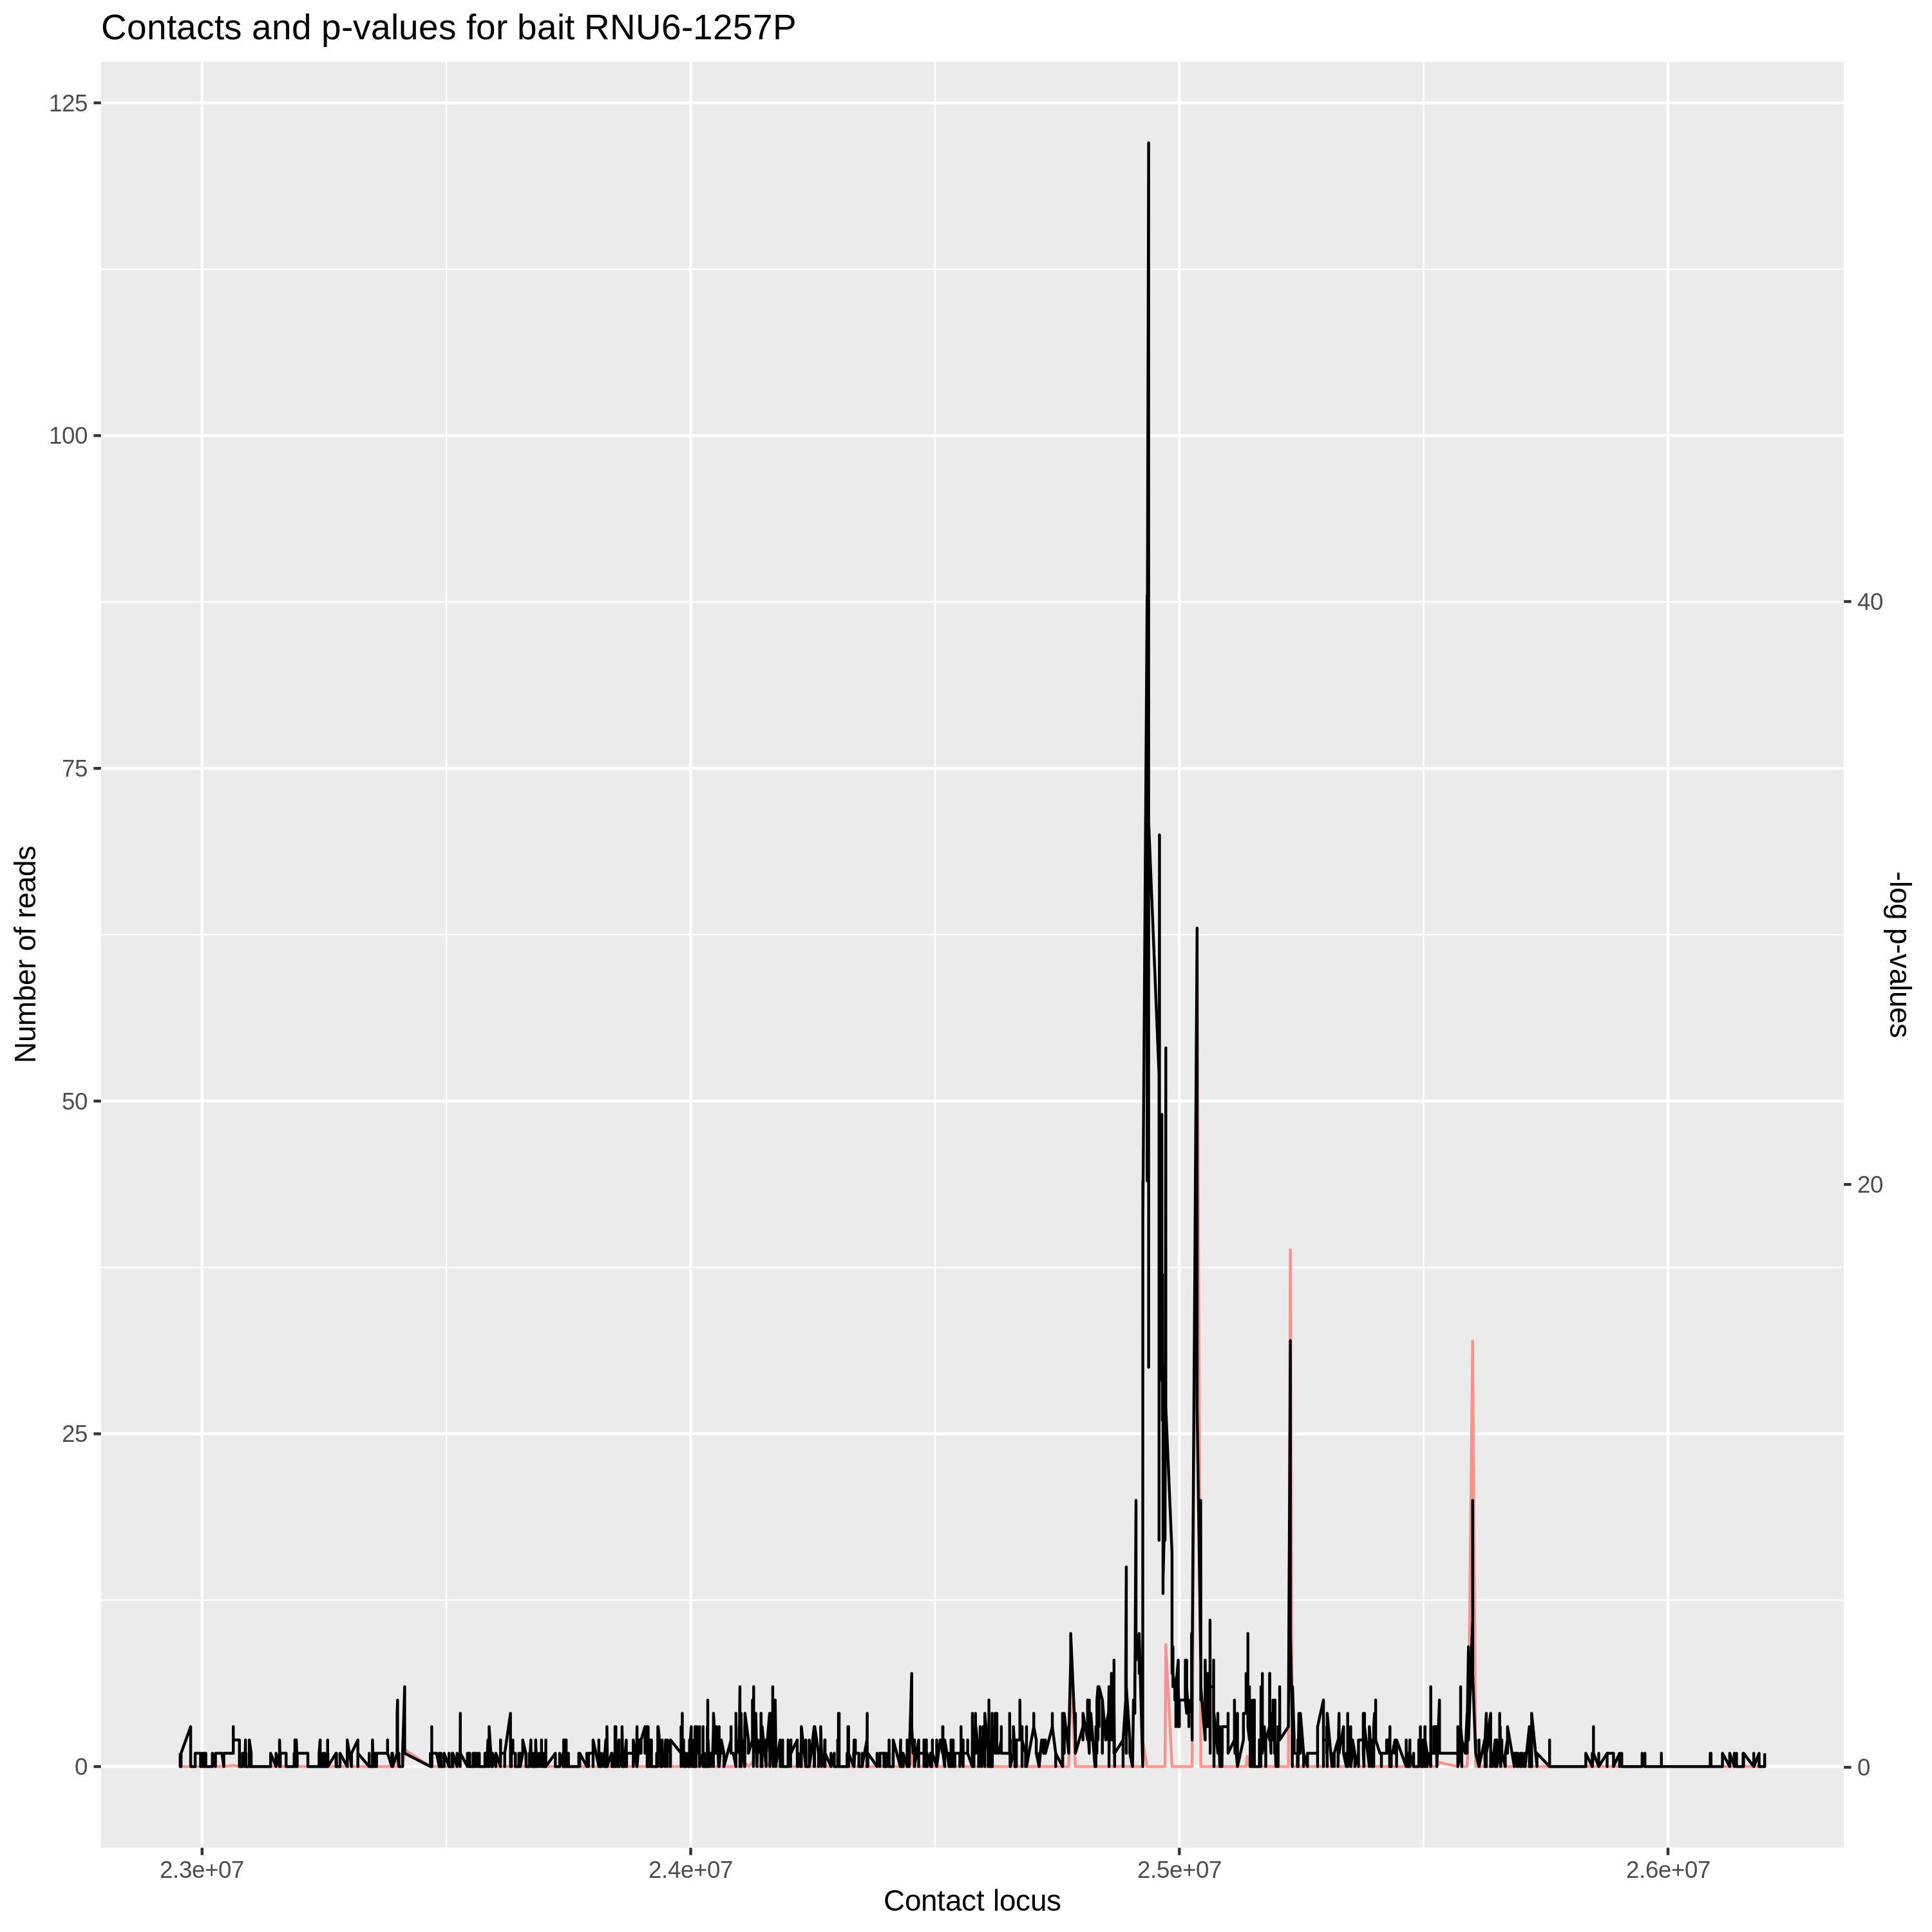 Contacts and p-values for bait RNU6-1257P
125
100
75
50
25
0
Number of reads
40
20
0
-log p-values
2.3e+07
2.4e+07
2.5e+07
2.6e+07
Contact locus